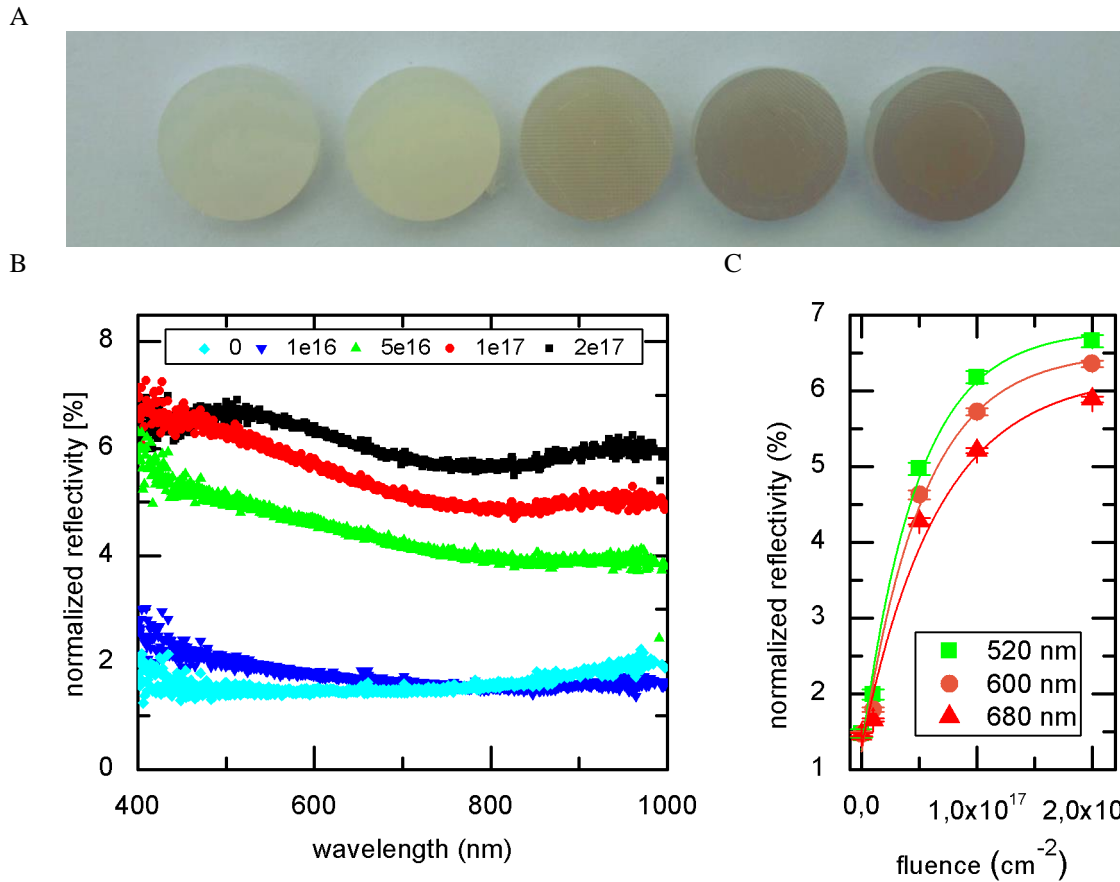 A
B
C
normalized reflectivity [%]
8
6
4
2
0
0 1e16 5e16 1e17 2e17
400 600 800 1000
wavelength (nm)
normalized reflectivity (%)
7
6
5
4
3
2
1
520 nm
600 nm
680 nm
0,0 1,0x10¹⁷ 2,0x10
fluence (cm⁻²)